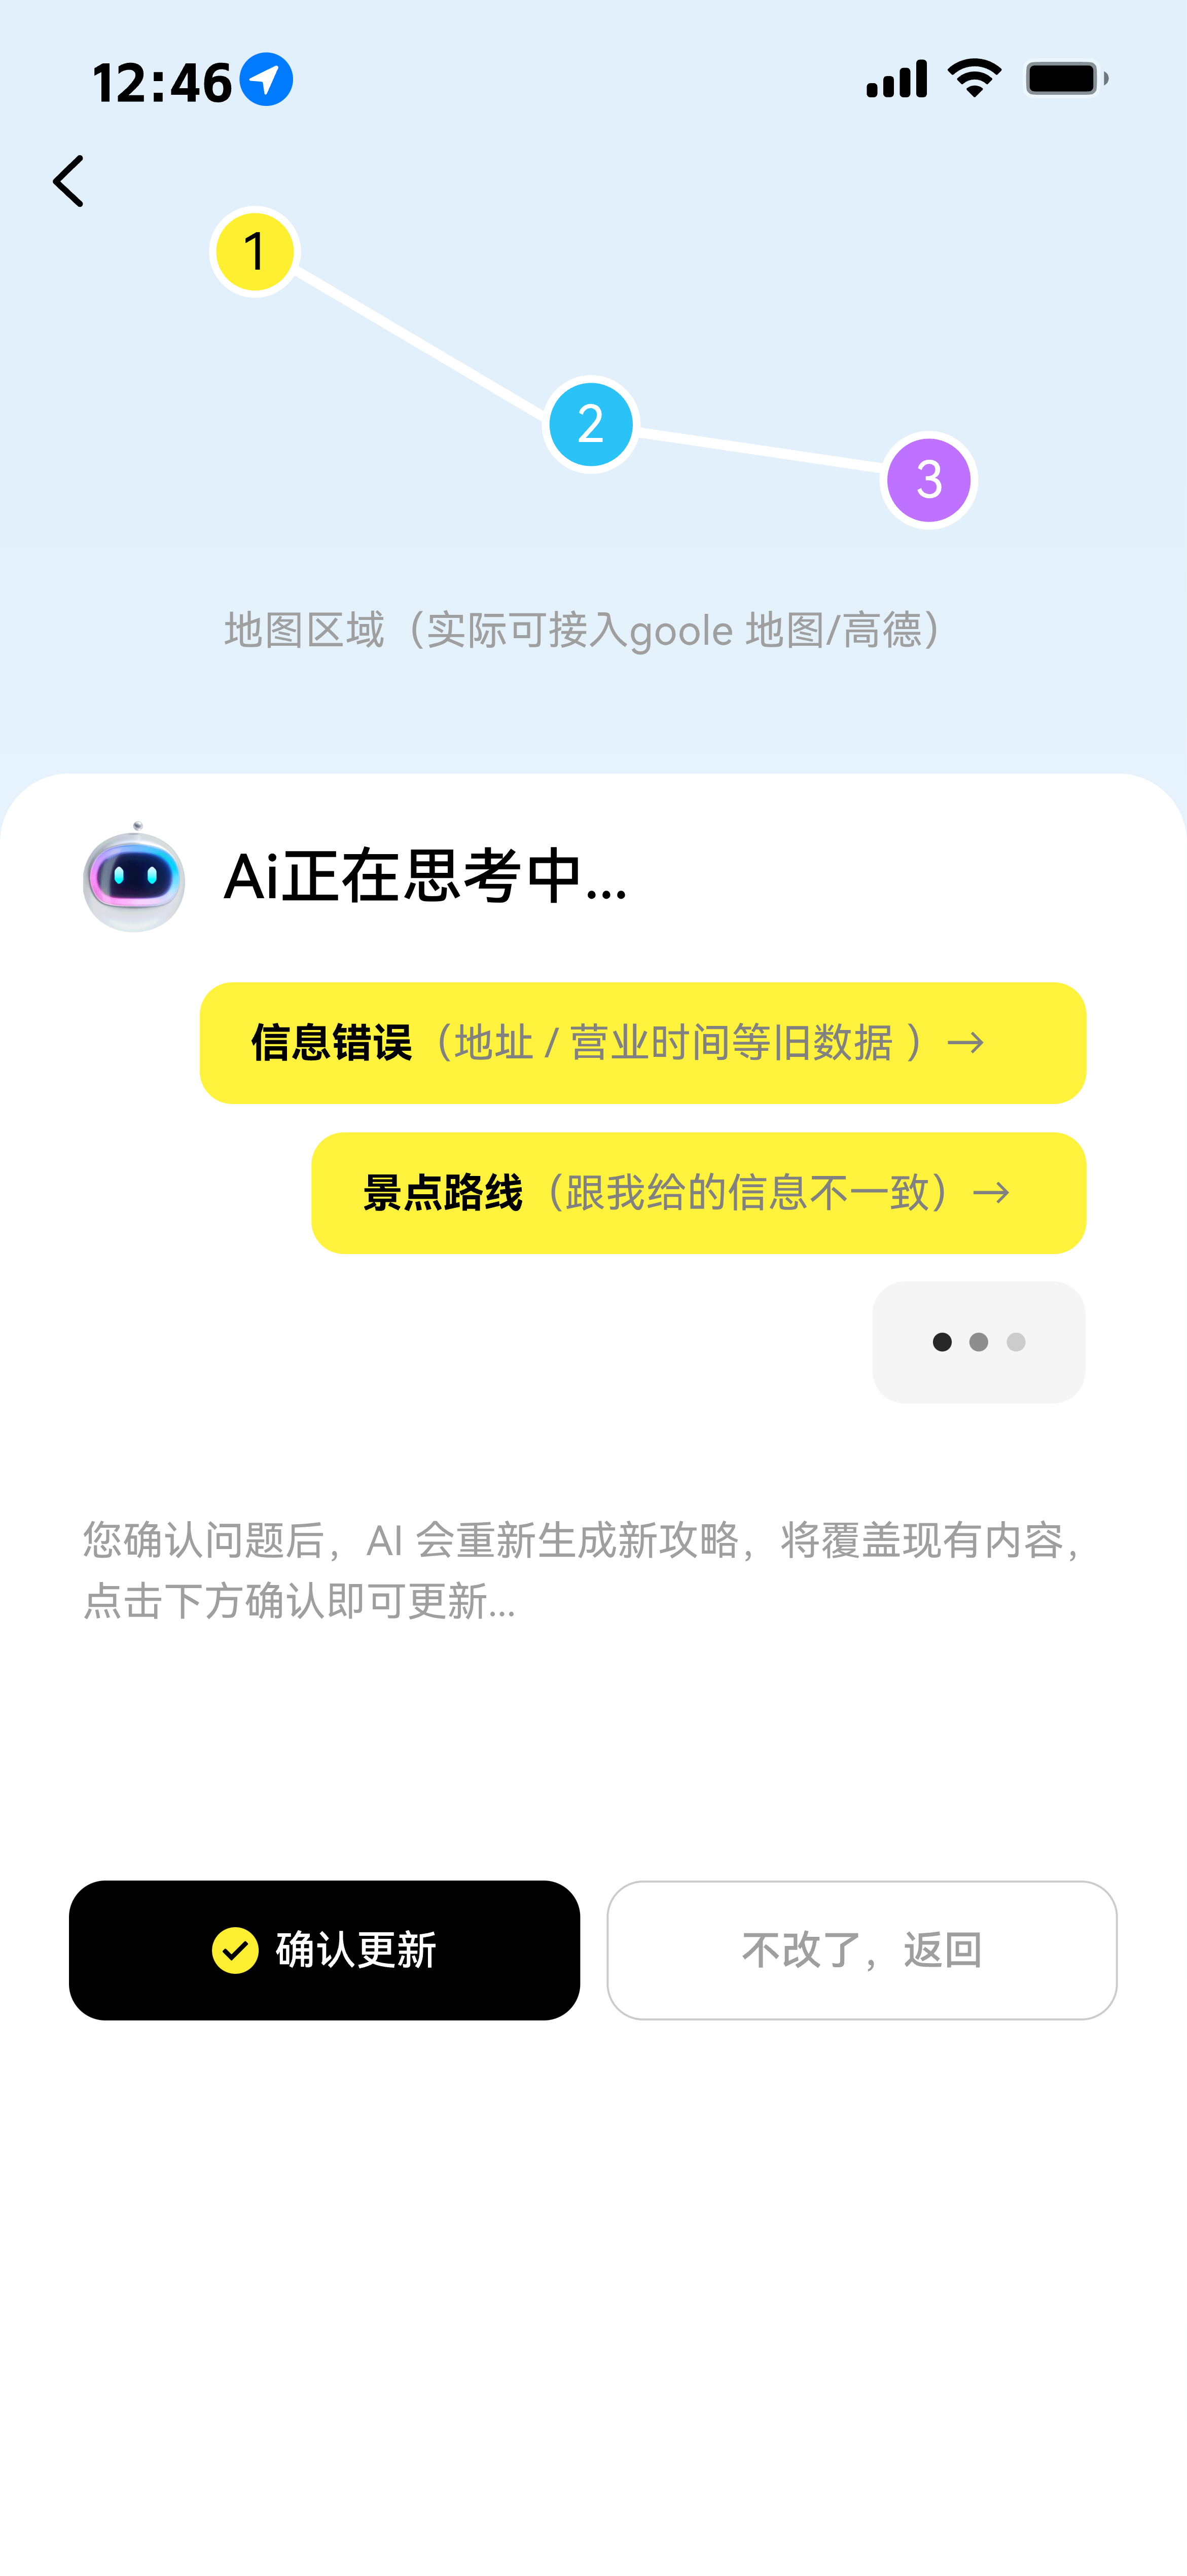 12:46
1
2
3
地图区域（实际可接入goole 地图/高德）
Ai正在思考中...
信息错误（地址 / 营业时间等旧数据 ）→
景点路线（跟我给的信息不一致）→
您确认问题后，AI 会重新生成新攻略，将覆盖现有内容，
点击下方确认即可更新...
确认更新
不改了，返回